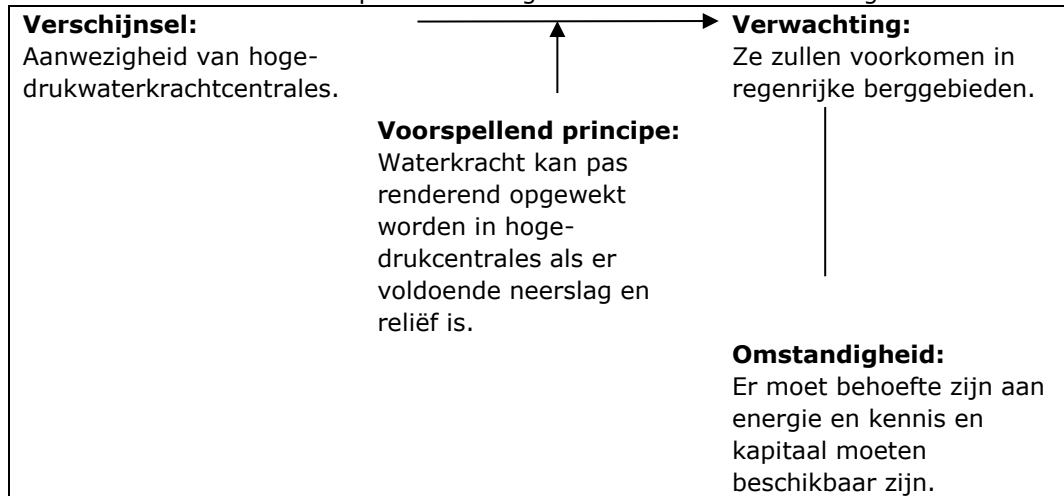 Verschijnsel:
Aanwezigheid van hoge-
drukwaterkrachtcentrales.
Voorspellend principe:
Waterkracht kan pas
renderend opgewekt
worden in hoge-
drukcentrales als er
voldoende neerslag en
reliëf is.
Verwachting:
Ze zullen voorkomen in
regenrijke berggebieden.
Omstandigheid:
Er moet behoefte zijn aan
energie en kennis en
kapitaal moeten
beschikbaar zijn.